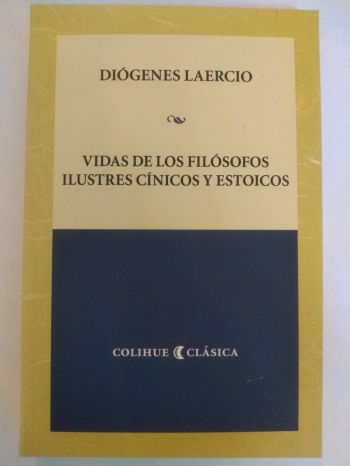 DIÓGENES LAERCIO
VIDAS DE LOS FILÓSOFOS
ILUSTRES CÍNICOS Y ESTOICOS
COLIHUE CLÁSICA